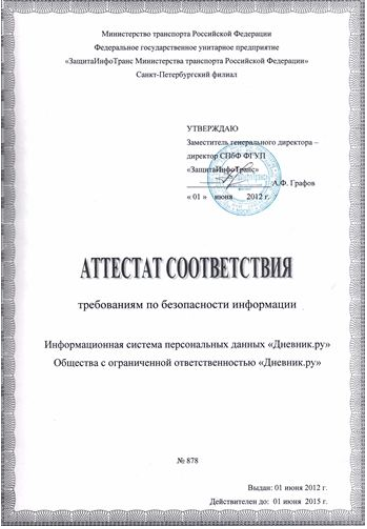 Министерство транспорта Российской Федерации
Федеральное государственное унитарное предприятие
«ЗащитаИнфоТранс Министерства транспорта Российской Федерации»
Санкт-Петербургский филиал
УТВЕРЖДАЮ
Заместитель генерального директора –
директор СПбФ ФГУП
«ЗащитаИнфоТранс»
А.Ф. Графов
« 01 » июня 2012 г.
АТТЕСТАТ СООТВЕТСТВИЯ
требованиям по безопасности информации
Информационная система персональных данных «Дневник.ру»
Общества с ограниченной ответственностью «Дневник.ру»
№ 878
Выдан: 01 июня 2012 г.
Действителен до: 01 июня 2015 г.